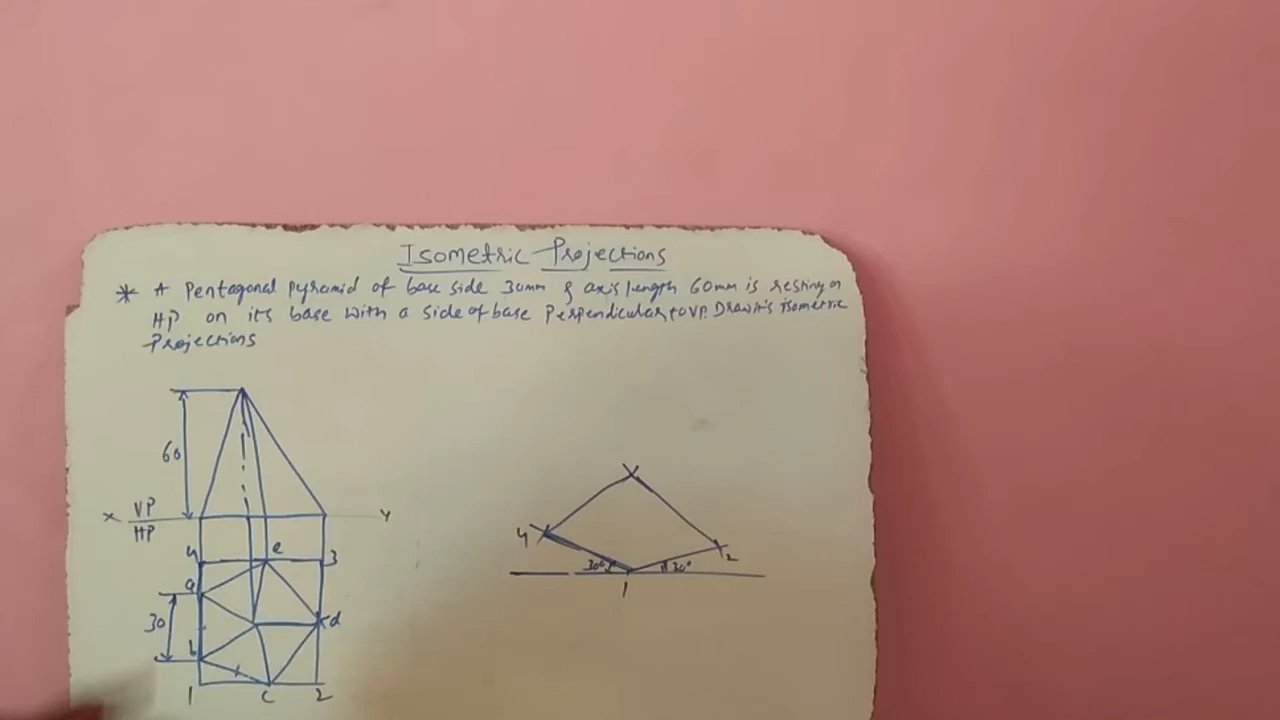 Isometric Projections
* A Pentagonal Pyramid of base side 30mm & axis length 60mm is resting on
HP on its base with a side of base Perpendicular to VP. Draw its isometric
Projections
60
X VP Y
HP
4 e 3
a
30 d
b
1 c 2
4 2
30° 30°
1